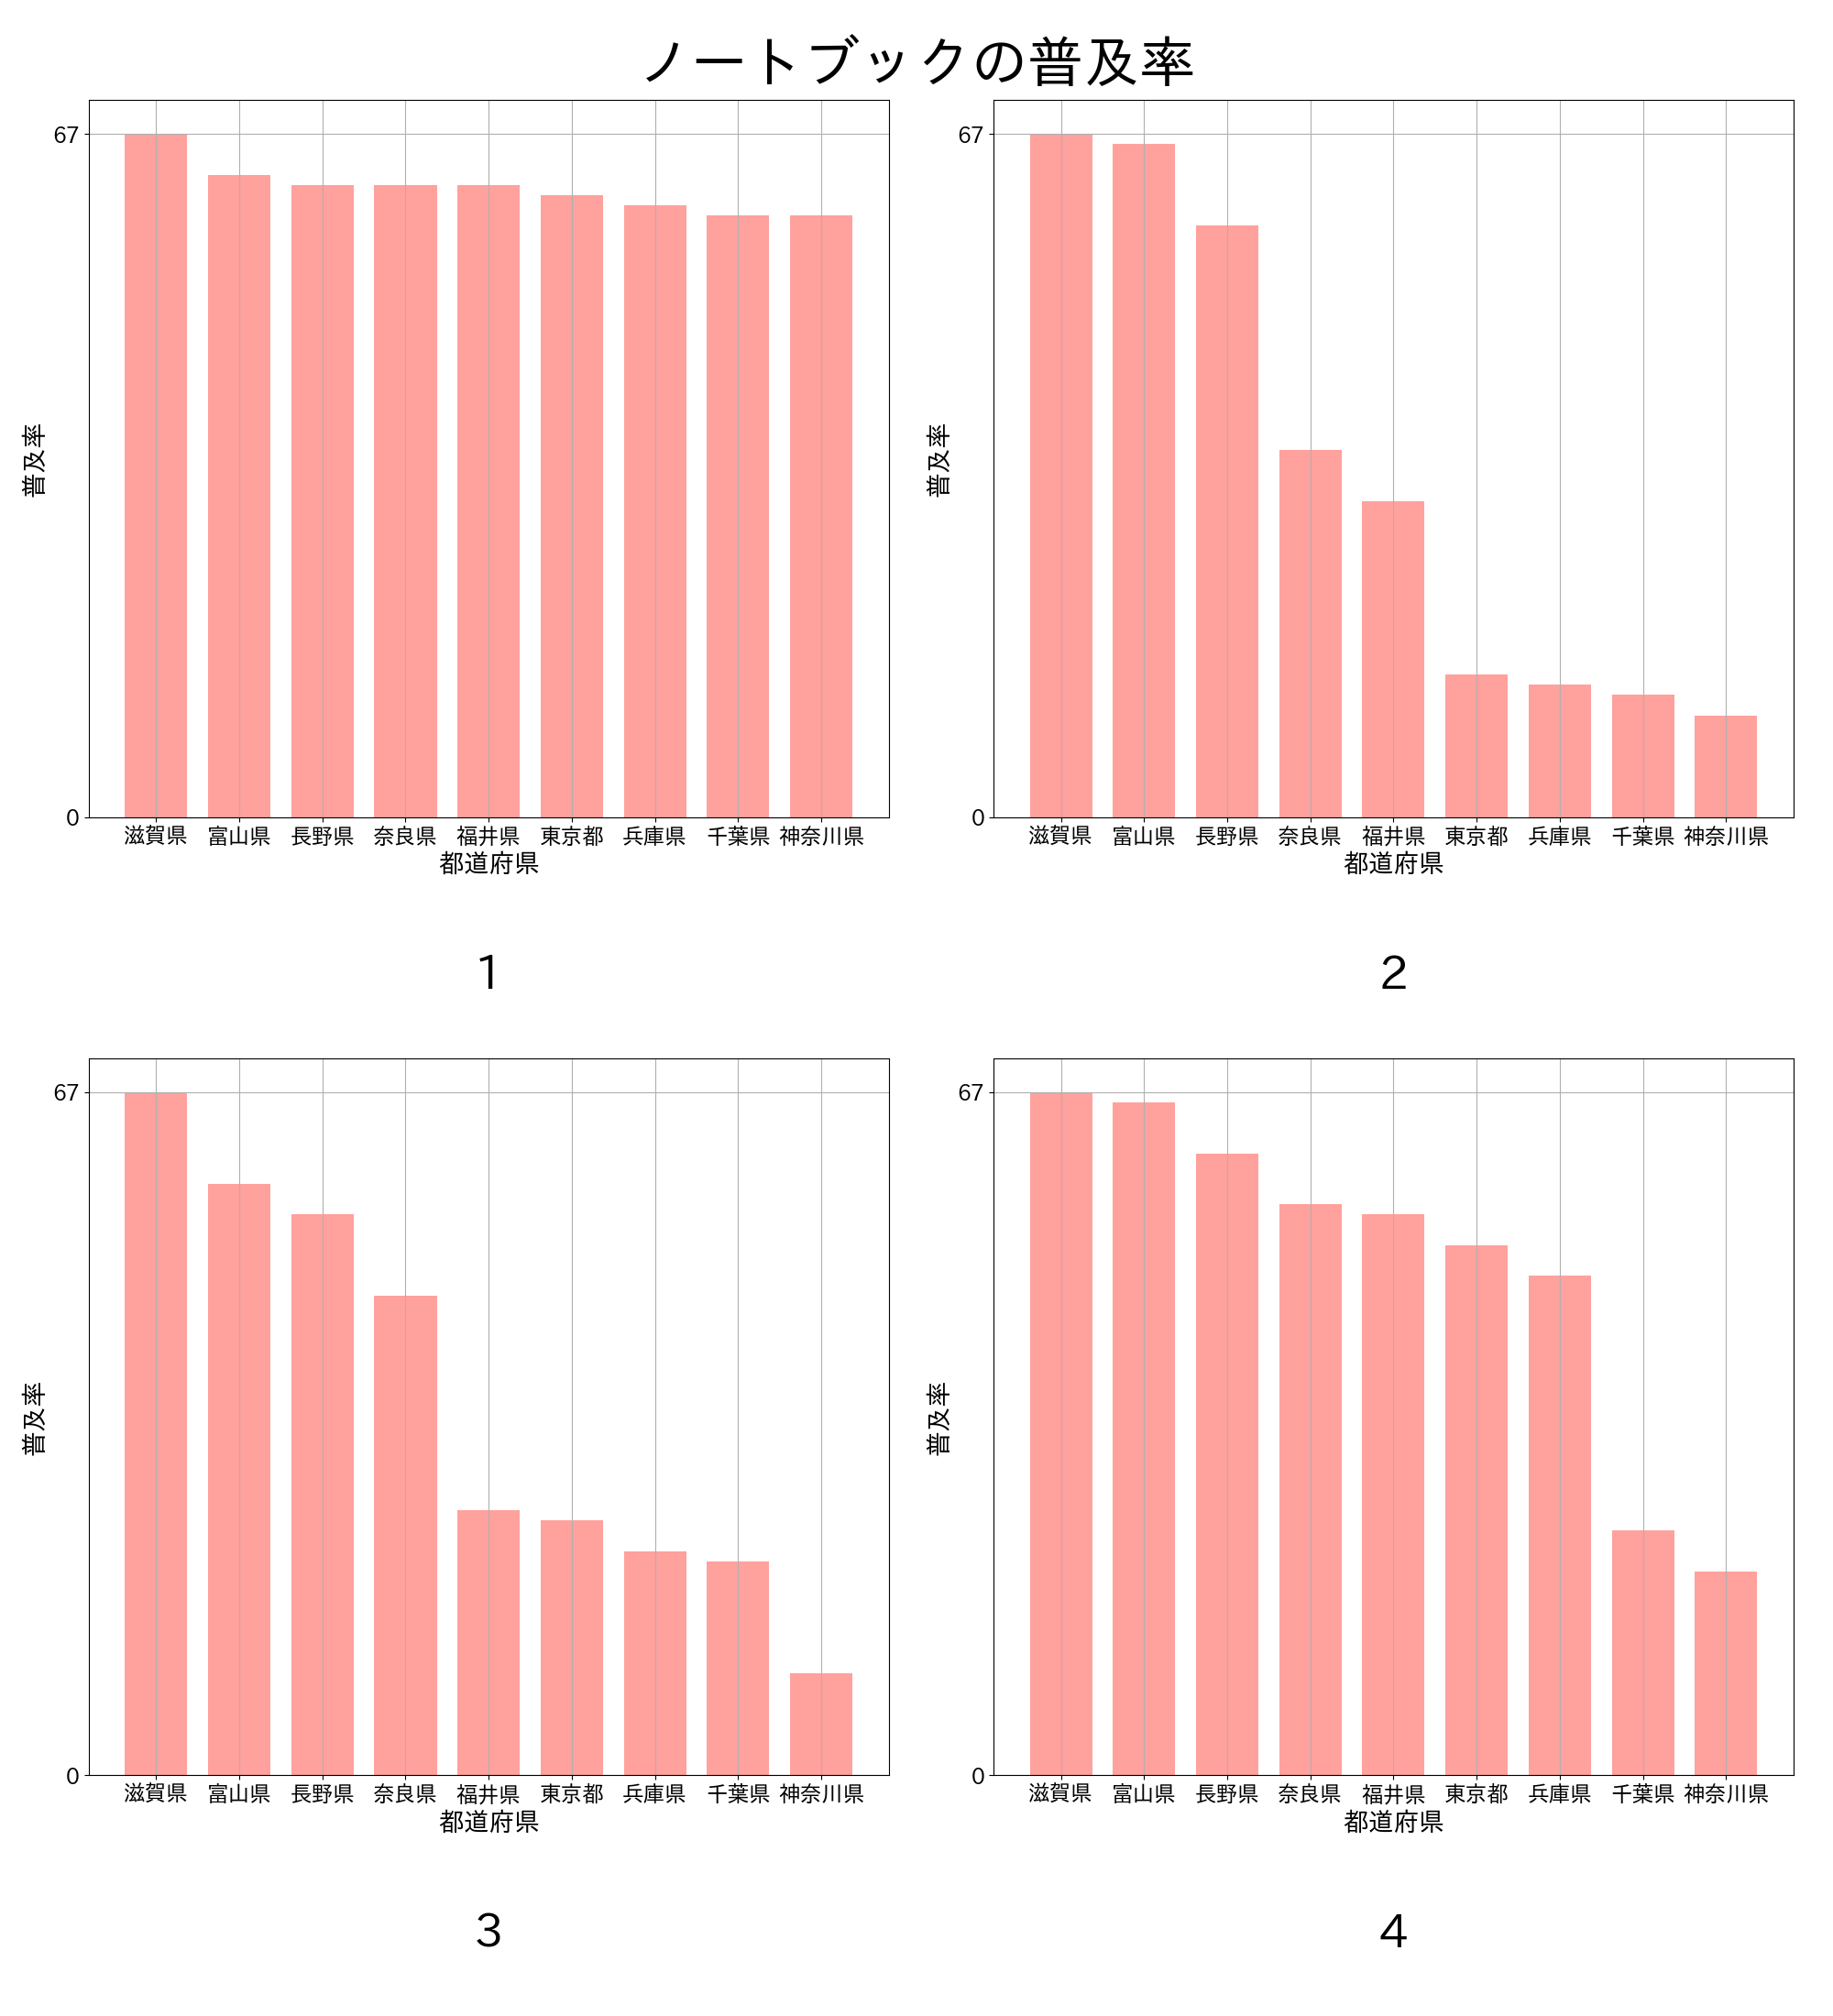 ノートブックの普及率
67
0
普及率
滋賀県 富山県 長野県 奈良県 福井県 東京都 兵庫県 千葉県 神奈川県
都道府県
1
67
0
普及率
滋賀県 富山県 長野県 奈良県 福井県 東京都 兵庫県 千葉県 神奈川県
都道府県
2
67
0
普及率
滋賀県 富山県 長野県 奈良県 福井県 東京都 兵庫県 千葉県 神奈川県
都道府県
3
67
0
普及率
滋賀県 富山県 長野県 奈良県 福井県 東京都 兵庫県 千葉県 神奈川県
都道府県
4